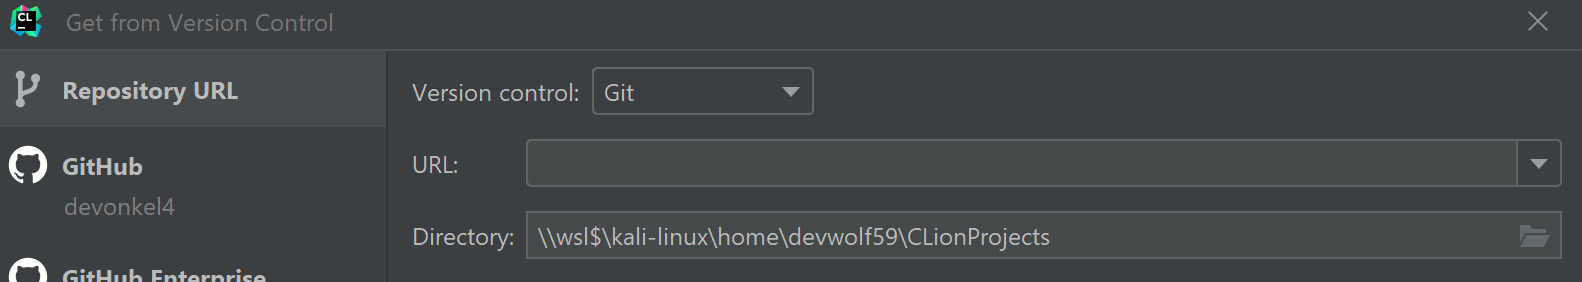 CL
Get from Version Control
Repository URL
Version control: Git
GitHub
devonkel4
URL:
Directory: \\wsl$\kali-linux\home\devwolf59\CLionProjects
GitHub Enterprise